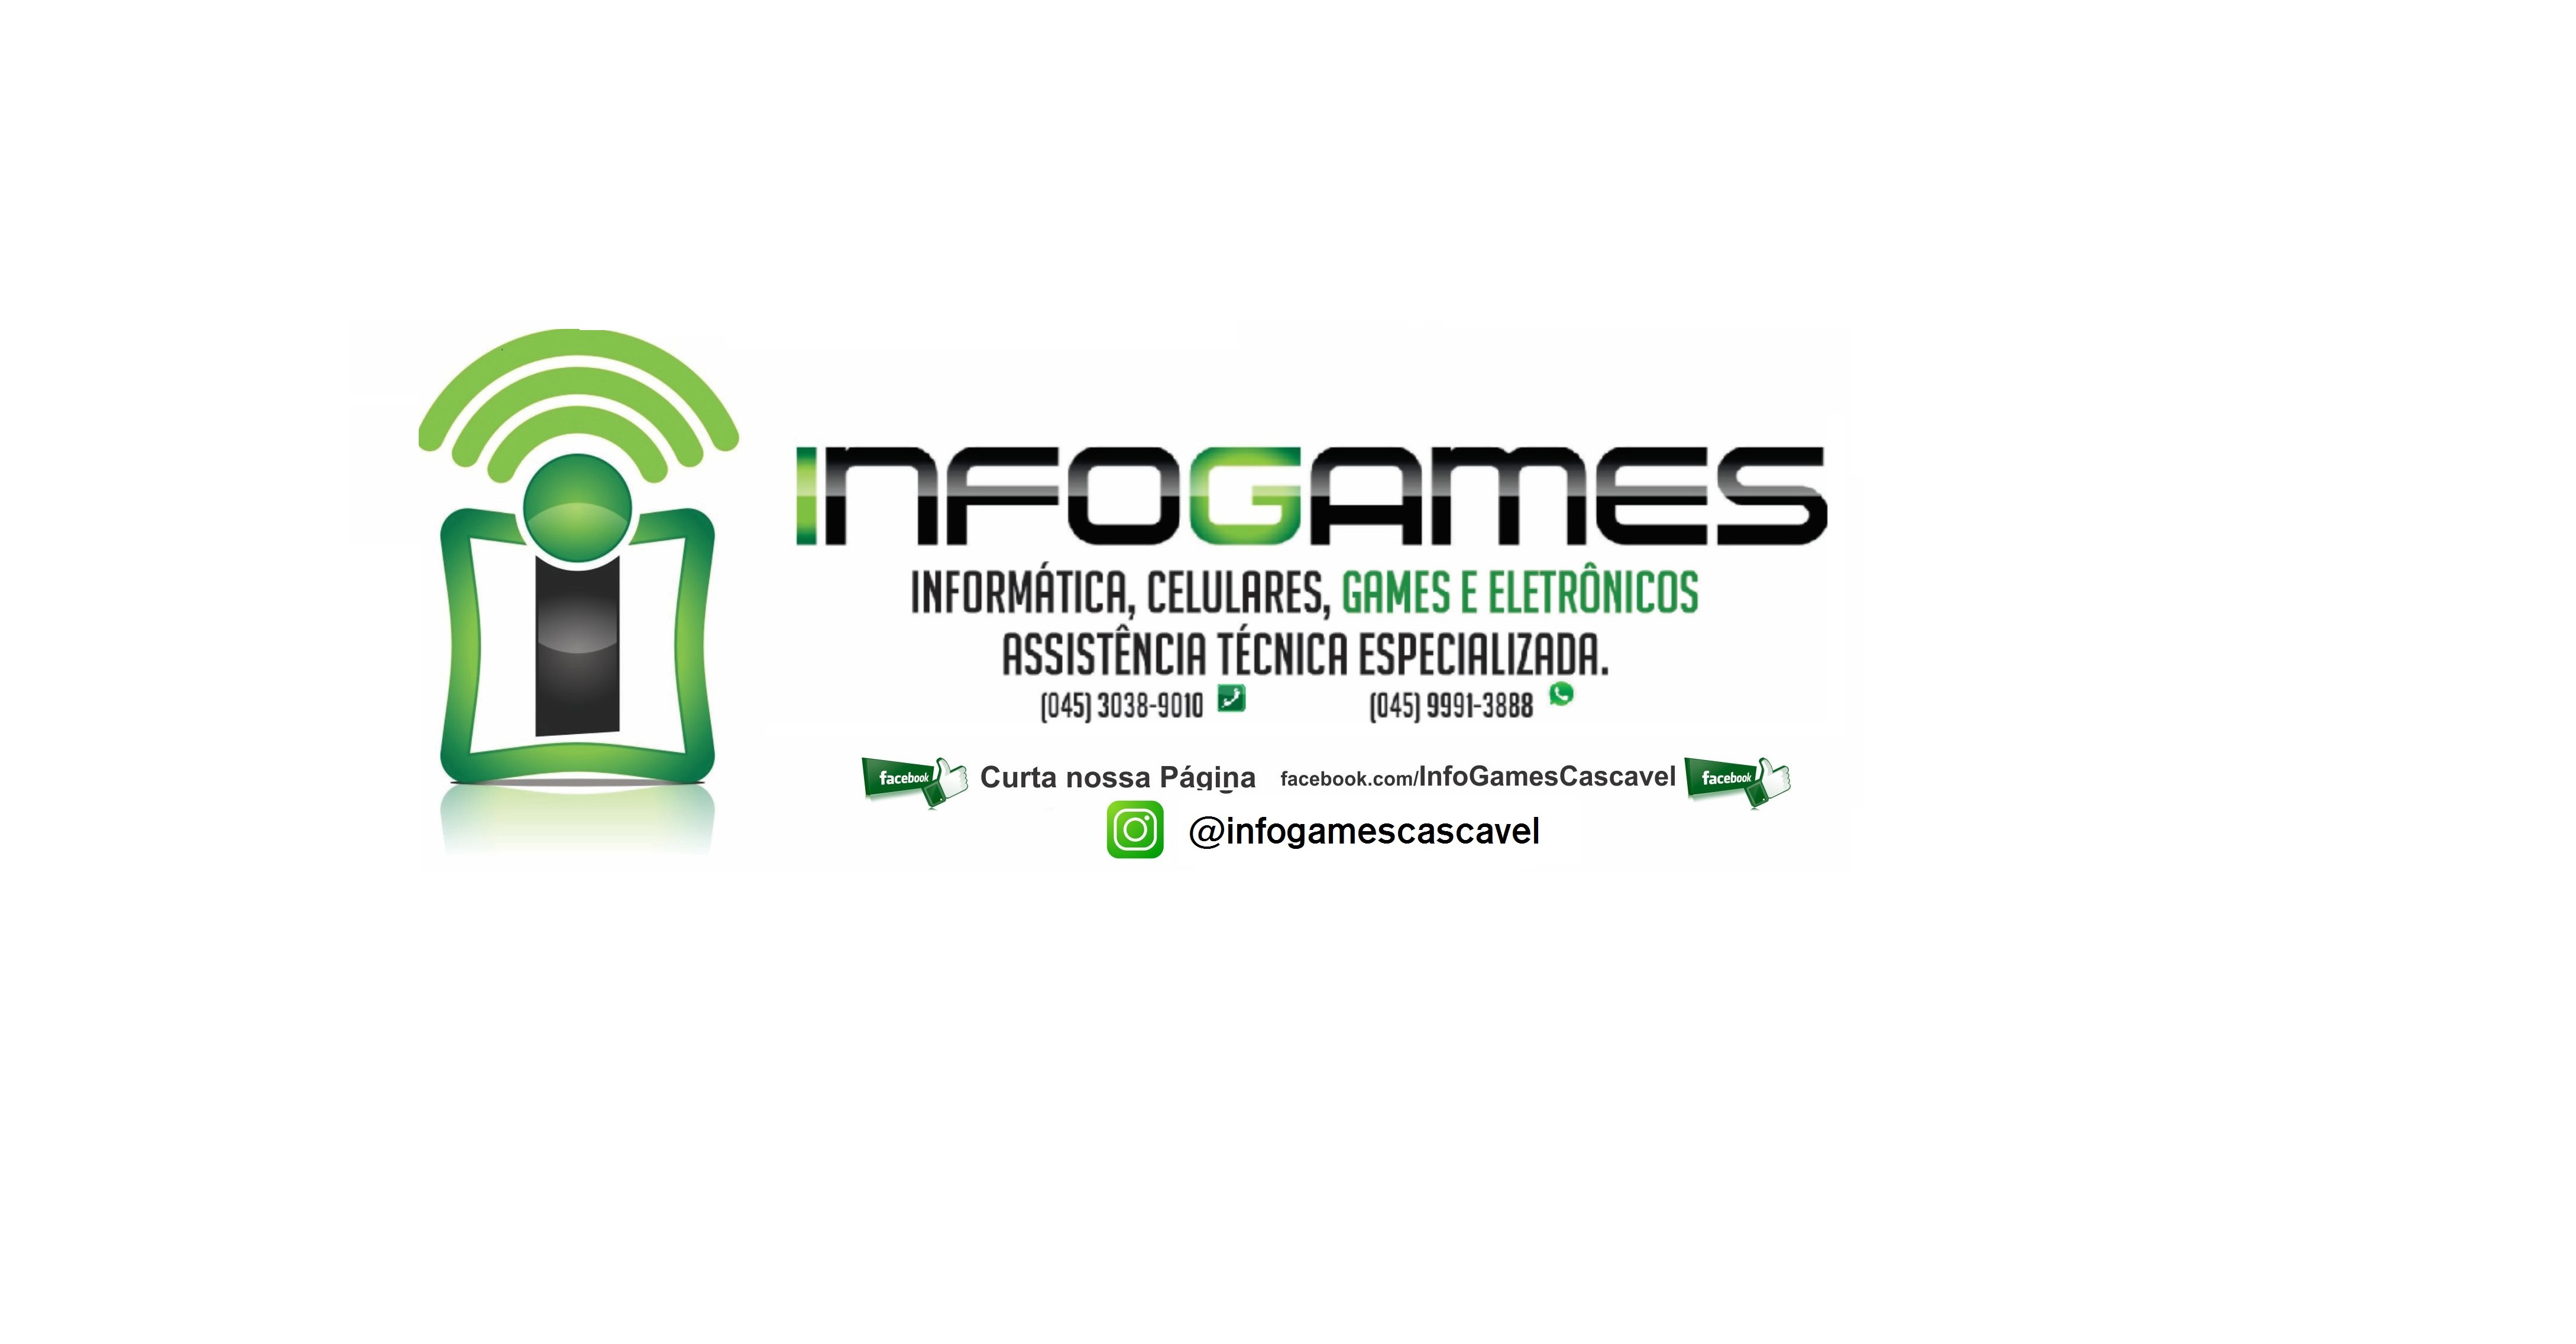 INFOGAMES
INFORMÁTICA, CELULARES, GAMES E ELETRÔNICOS
ASSISTÊNCIA TÉCNICA ESPECIALIZADA.
(045) 3038-9010 (045) 9991-3888
facebook Curta nossa Página facebook.com/InfoGamesCascavel facebook
@infogamescascavel